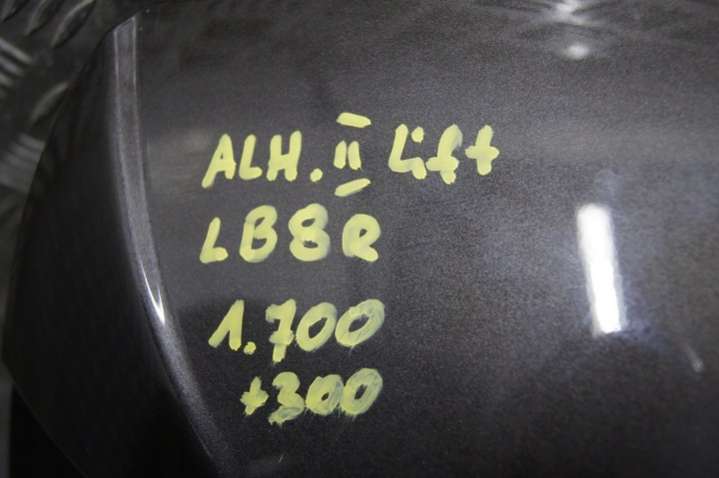 ALH. II Lift
LB8R
1.700
+300